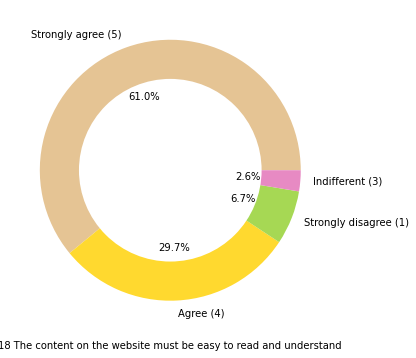 Strongly agree (5)
61.0%
2.6%
Indifferent (3)
6.7%
Strongly disagree (1)
29.7%
Agree (4)
18 The content on the website must be easy to read and understand